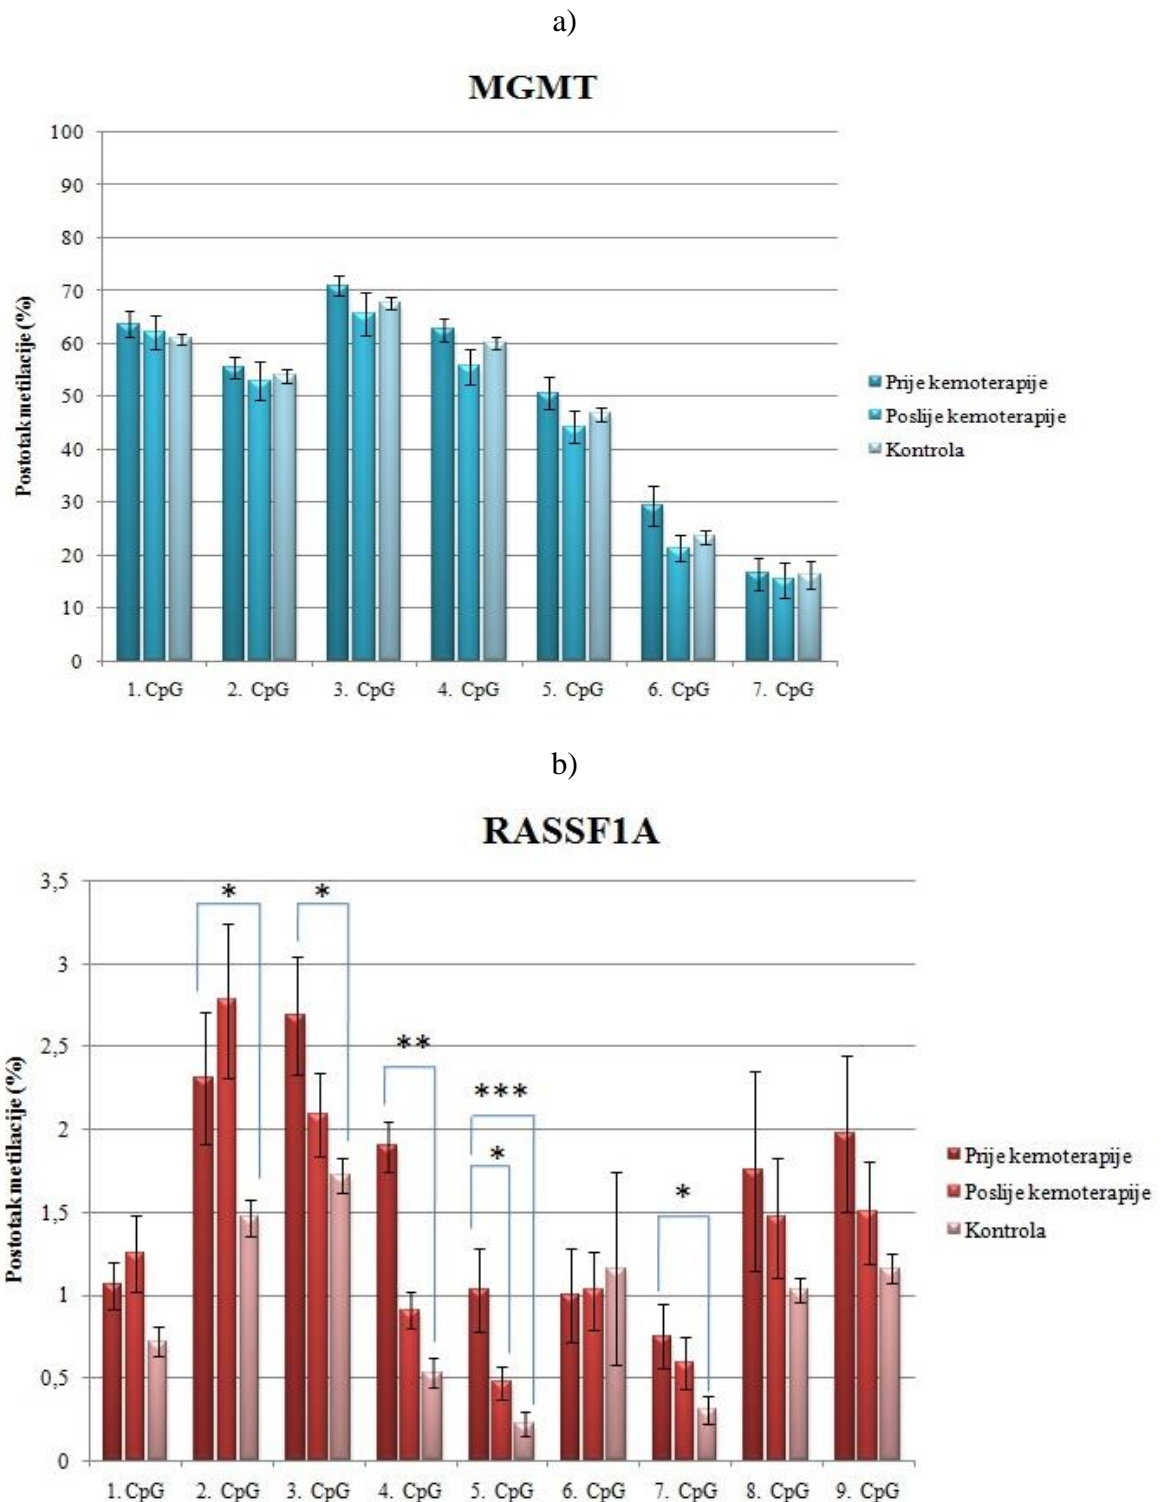 a)
MGMT
100
90
80
70
60
50
40
30
20
10
0
Postotak metilacije (%)
1. CpG 2. CpG 3. CpG 4. CpG 5. CpG 6. CpG 7. CpG
Prije kemoterapije
Poslije kemoterapije
Kontrola
b)
RASSF1A
3,5
3
2,5
2
1,5
1
0,5
0
Postotak metilacije (%)
*
*
**
***
*
*
1. CpG 2. CpG 3. CpG 4. CpG 5. CpG 6. CpG 7. CpG 8. CpG 9. CpG
Prije kemoterapije
Poslije kemoterapije
Kontrola